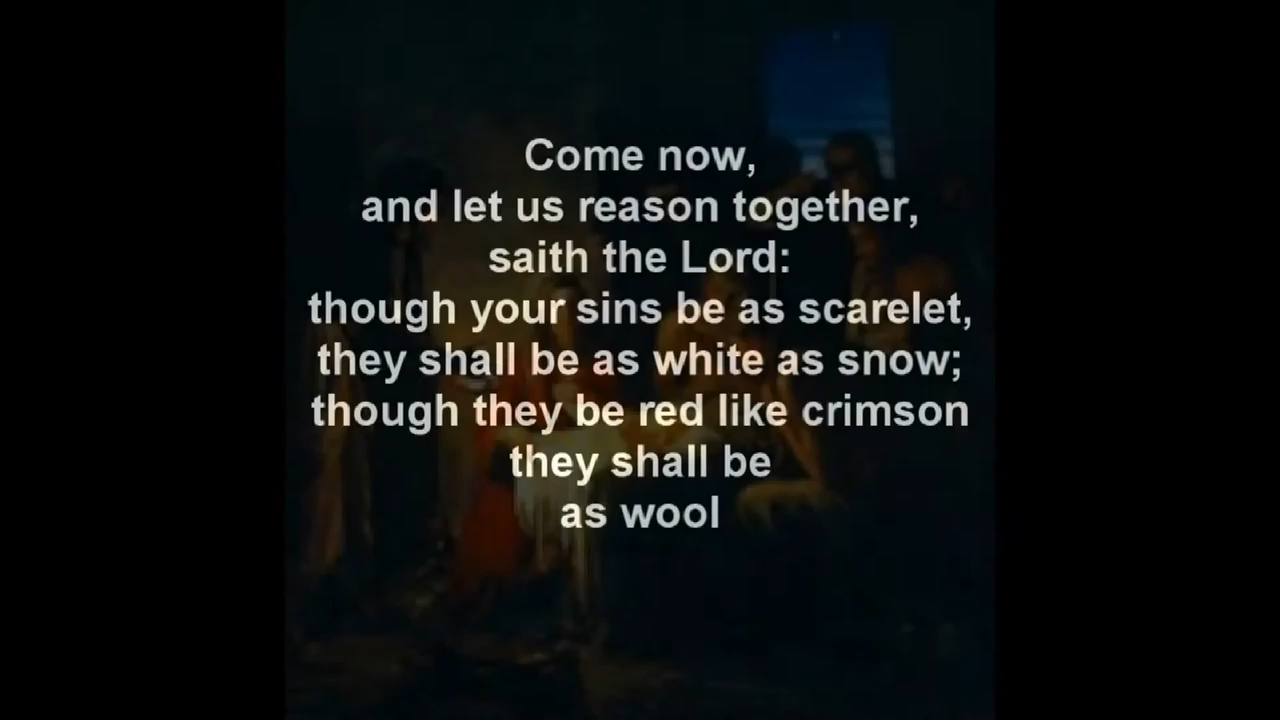 Come now,
and let us reason together,
saith the Lord:
though your sins be as scarelet,
they shall be as white as snow;
though they be red like crimson
they shall be
as wool